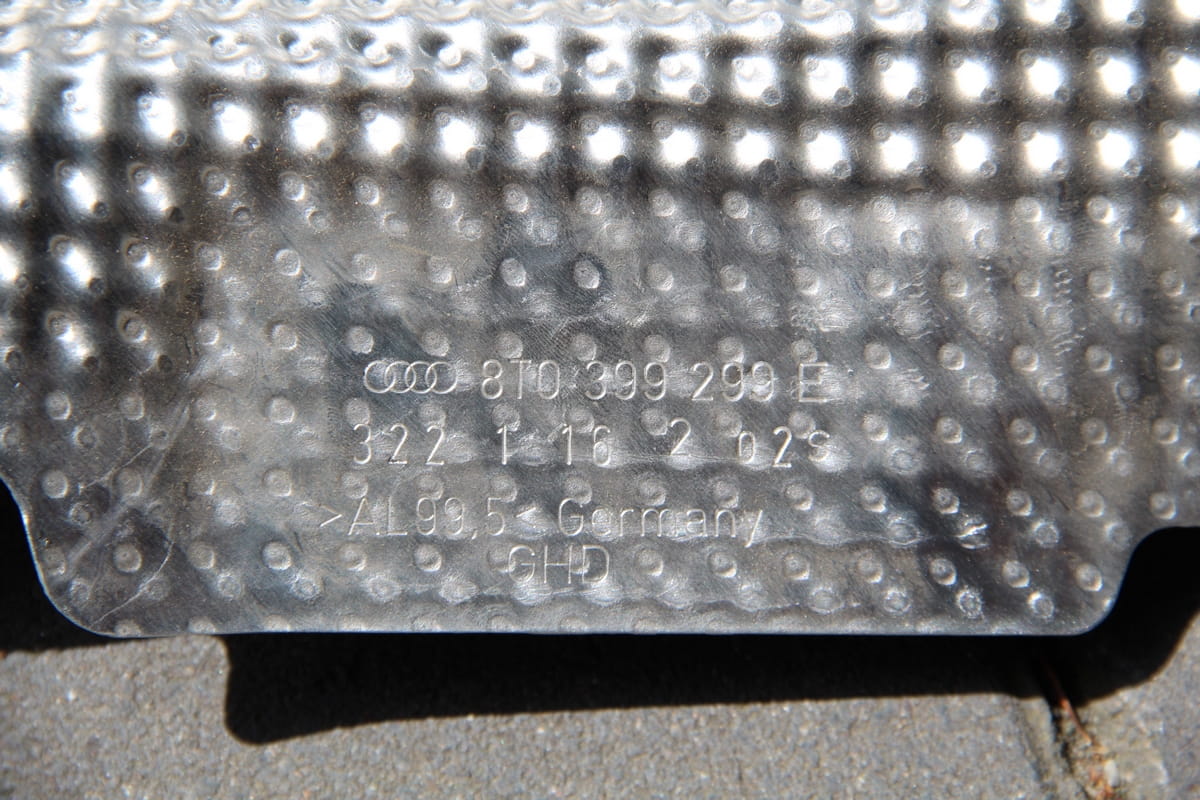 8T0 399 299 E
322 1 16 2 02s
>AL99,5< Germany
GHD